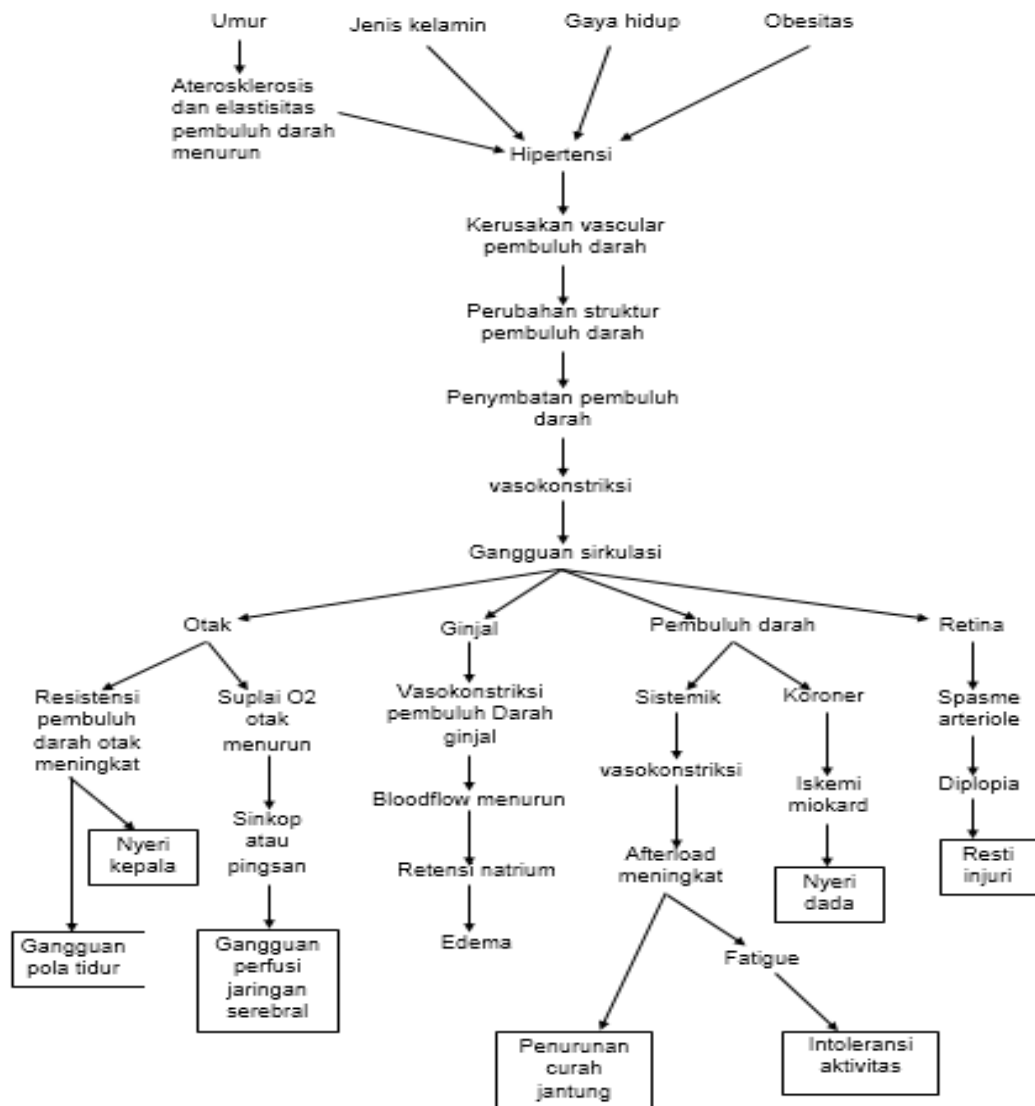 Umur
Jenis kelamin
Gaya hidup
Obesitas
Aterosklerosis
dan elastisitas
pembuluh darah
menurun
Hipertensi
Kerusakan vascular
pembuluh darah
Perubahan struktur
pembuluh darah
Penymbatan pembuluh
darah
vasokonstriksi
Gangguan sirkulasi
Otak
Ginjal
Pembuluh darah
Retina
Resistensi
pembuluh
darah otak
meningkat
Suplai O2
otak
menurun
Vasokonstriksi
pembuluh Darah
ginjal
Sistemik
Koroner
Spasme
arteriole
vasokonstriksi
Iskemi
miokard
Diplopia
Bloodflow menurun
Nyeri
kepala
Sinkop
atau
pingsan
Retensi natrium
Afterload
meningkat
Nyeri
dada
Resti
injuri
Gangguan
pola tidur
Gangguan
perfusi
jaringan
serebral
Edema
Fatigue
Penurunan
curah
jantung
Intoleransi
aktivitas